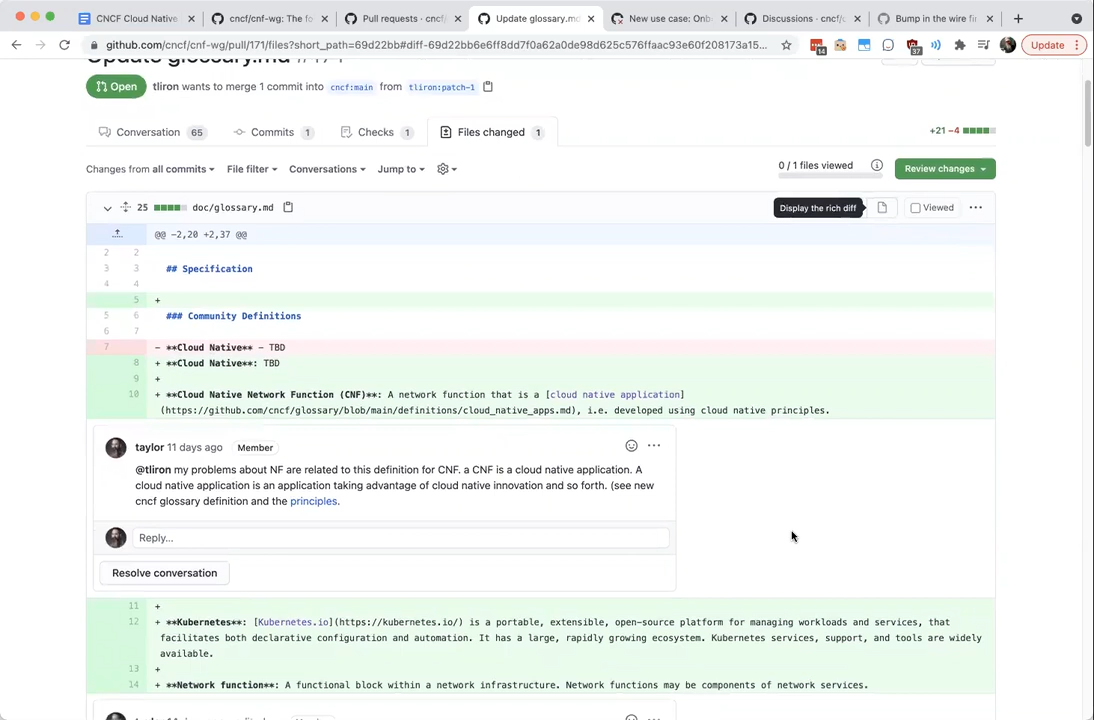 CNCF Cloud Native
cncf/cnf-wg: The fo
Pull requests · cncf/
Update glossary.md
New use case: Onb
Discussions · cncf/c
Bump in the wire fi
github.com/cncf/cnf-wg/pull/171/files?short_path=69d22bb#diff-69d22bb6e6ff8dd7f0a62a0de98d625c576ffaac93e60f208173a15...
14
37
Update
Update glossary.md
Open
tliron wants to merge 1 commit into cncf:main from tliron:patch-1
Conversation 65
Commits 1
Checks 1
Files changed 1
+21 −4
Changes from all commits
File filter
Conversations
Jump to
0 / 1 files viewed
Review changes
25 doc/glossary.md
Display the rich diff
Viewed
@@ -2,20 +2,37 @@
2 2
3 3 ## Specification
4 4
5 +
5 6 ### Community Definitions
6 7
7 - **Cloud Native** - TBD
8 + **Cloud Native**: TBD
9 +
10 + **Cloud Native Network Function (CNF)**: A network function that is a [cloud native application]
(https://github.com/cncf/glossary/blob/main/definitions/cloud_native_apps.md), i.e. developed using cloud native principles.
taylor 11 days ago Member
@tliron my problems about NF are related to this definition for CNF. a CNF is a cloud native application. A
cloud native application is an application taking advantage of cloud native innovation and so forth. (see new
cncf glossary definition and the principles.
Reply...
Resolve conversation
11 +
12 + **Kubernetes**: [Kubernetes.io](https://kubernetes.io/) is a portable, extensible, open-source platform for managing workloads and services, that
facilitates both declarative configuration and automation. It has a large, rapidly growing ecosystem. Kubernetes services, support, and tools are widely
available.
13 +
14 + **Network function**: A functional block within a network infrastructure. Network functions may be components of network services.